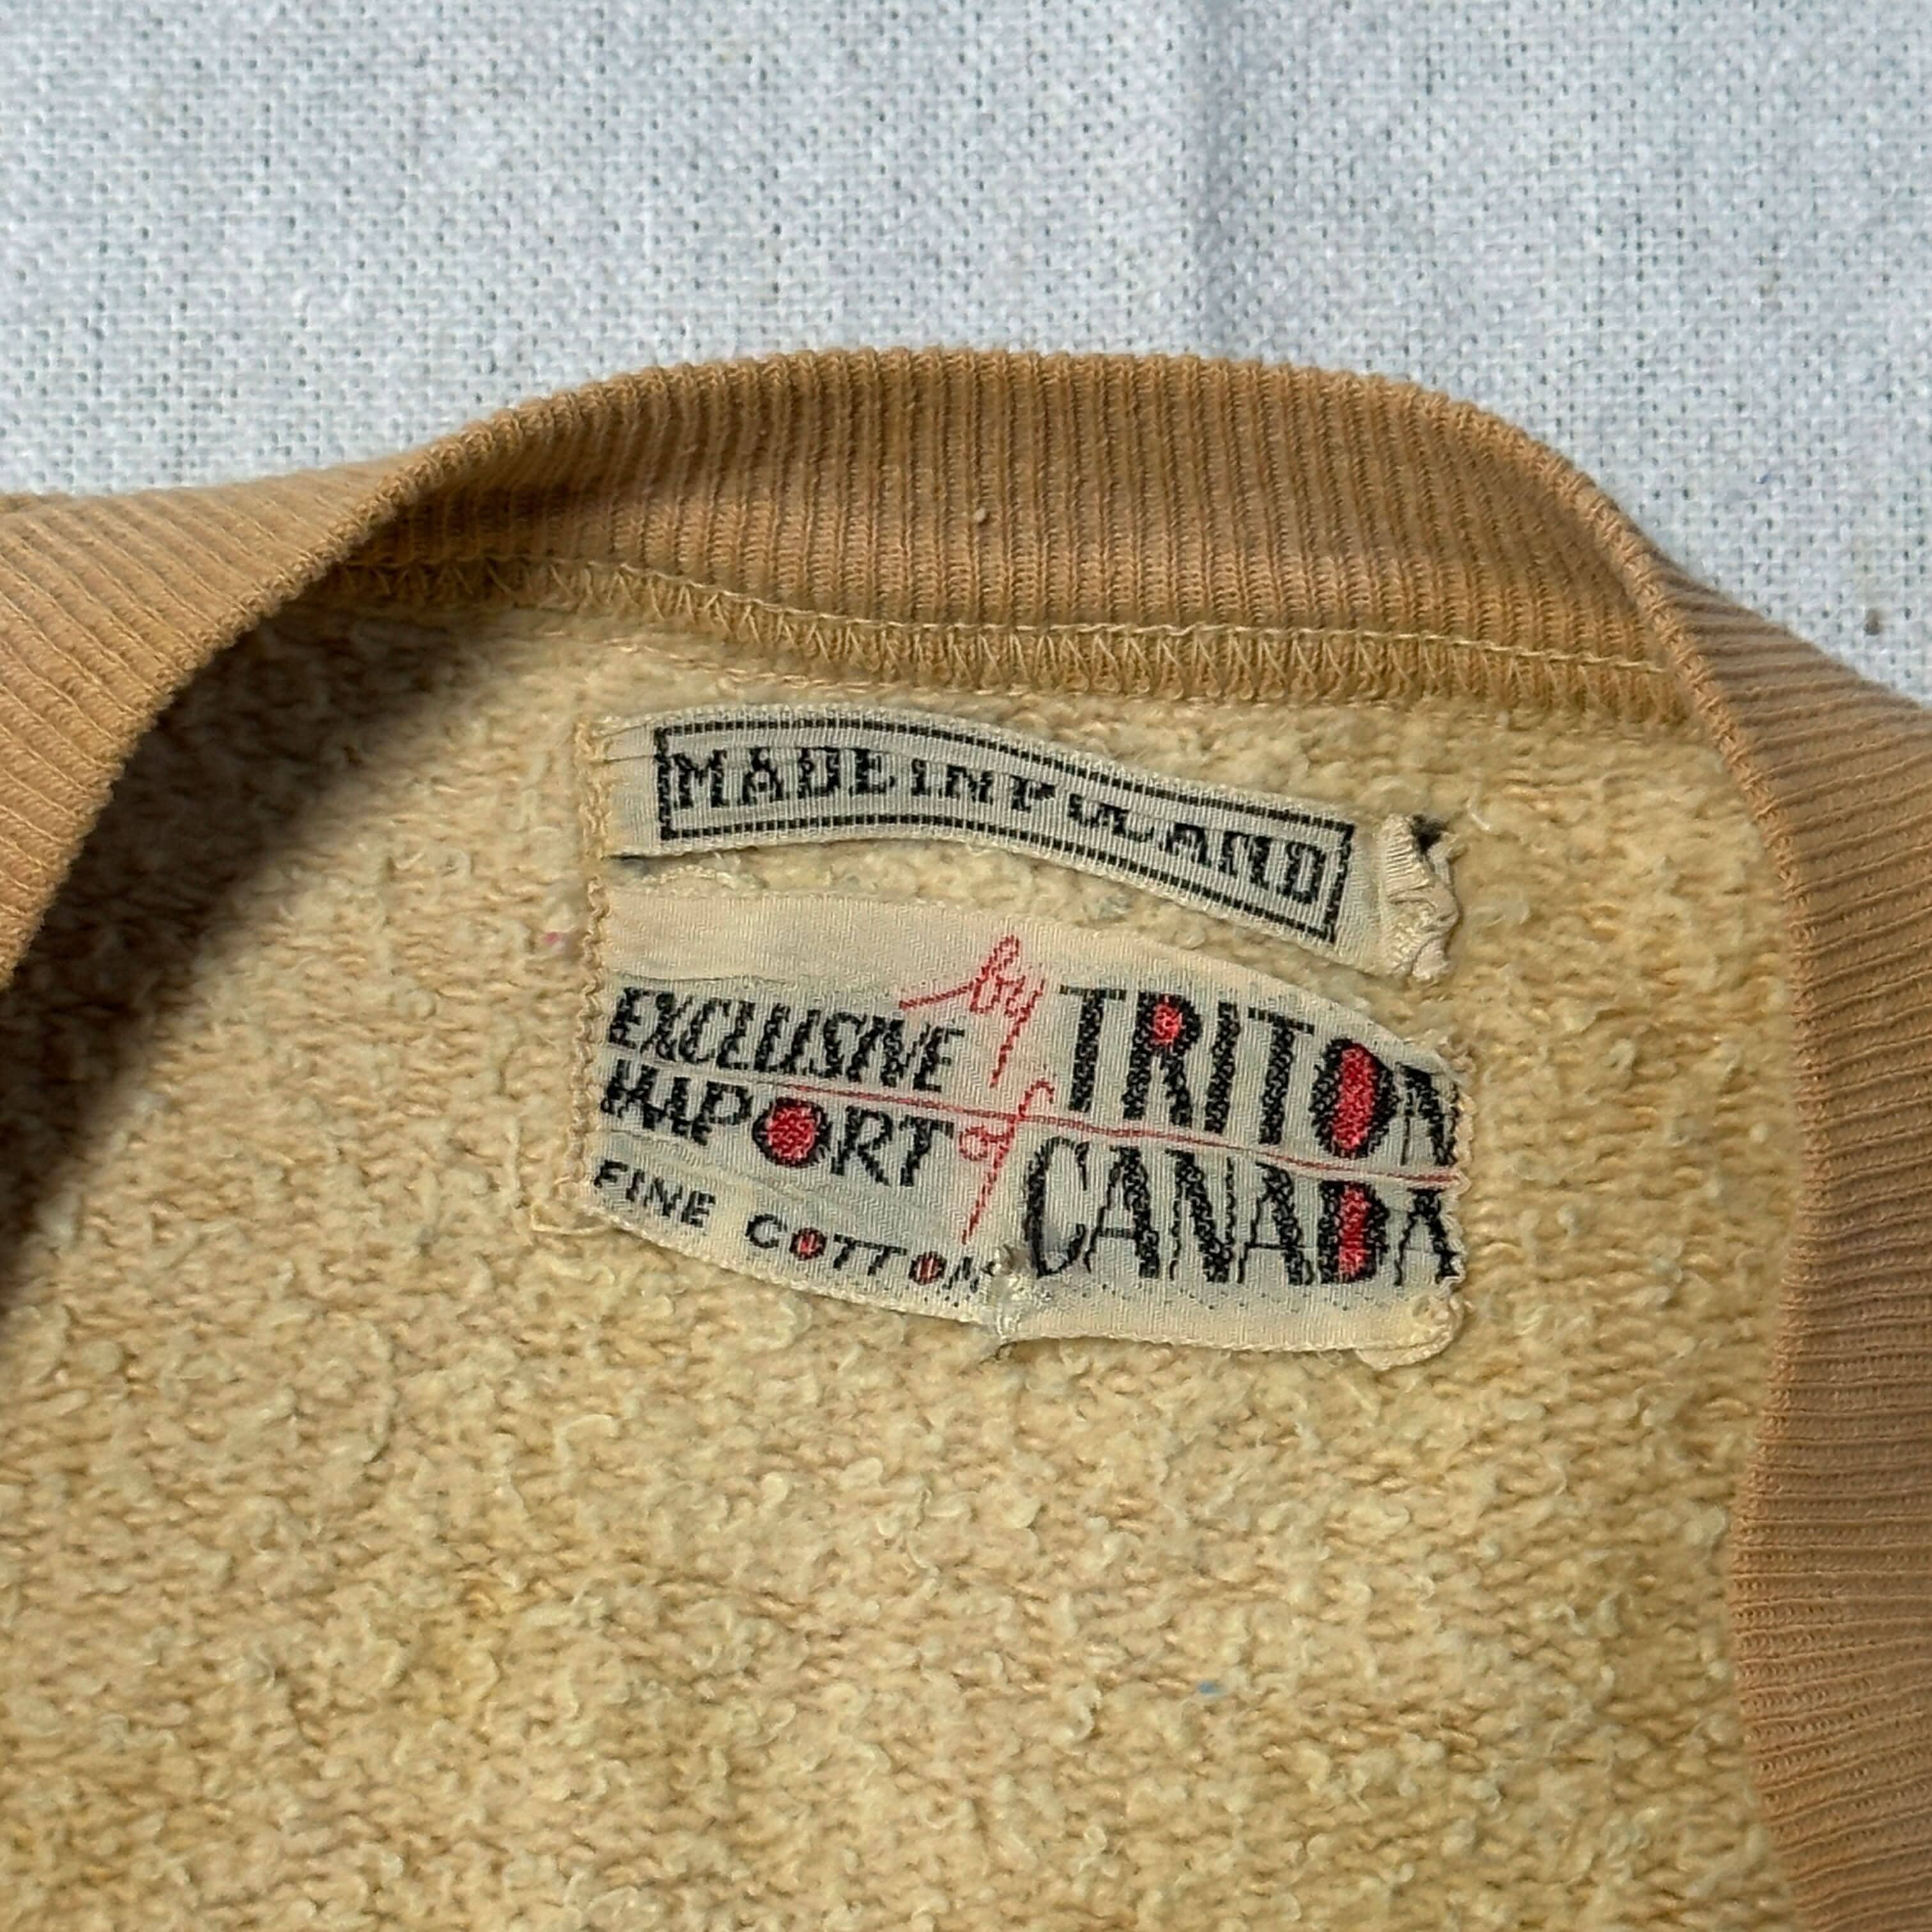 MADE IN POLAND
EXCLUSIVE by TRITON
IMPORT of CANADA
FINE COTTON